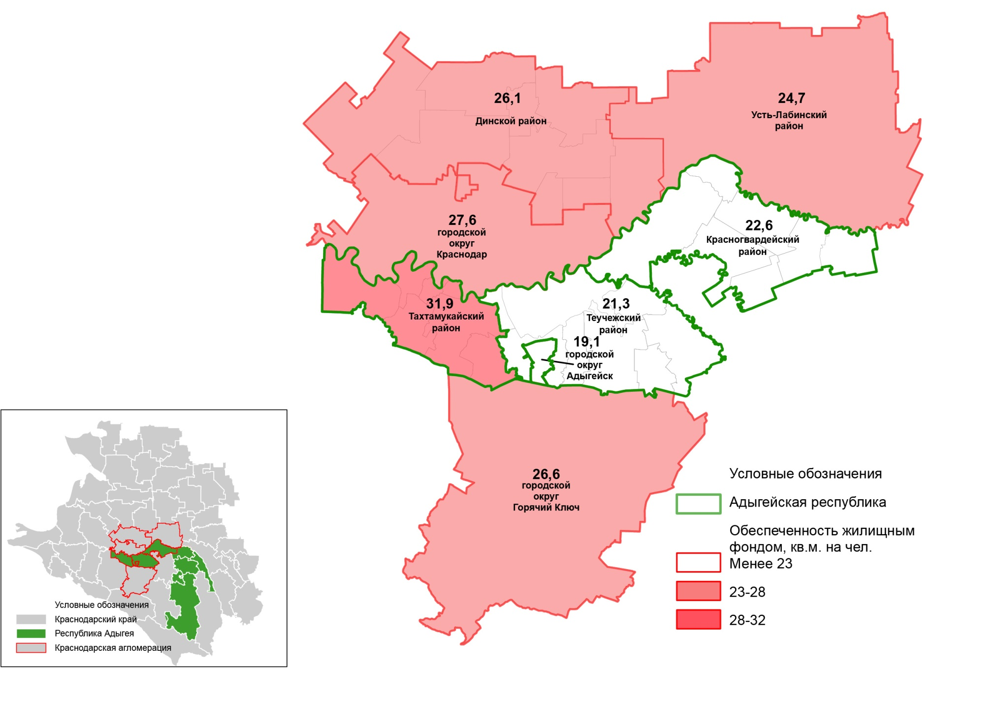 26,1
Динской район
24,7
Усть-Лабинский
район
27,6
городской
округ
Краснодар
22,6
Красногвардейский
район
31,9
Тахтамукайский
район
21,3
Теучежский
район
19,1
городской
округ
Адыгейск
26,6
городской
округ
Горячий Ключ
Условные обозначения
Адыгейская республика
Обеспеченность жилищным
фондом, кв.м. на чел.
Менее 23
23-28
28-32
Условные обозначения
Краснодарский край
Республика Адыгея
Краснодарская агломерация